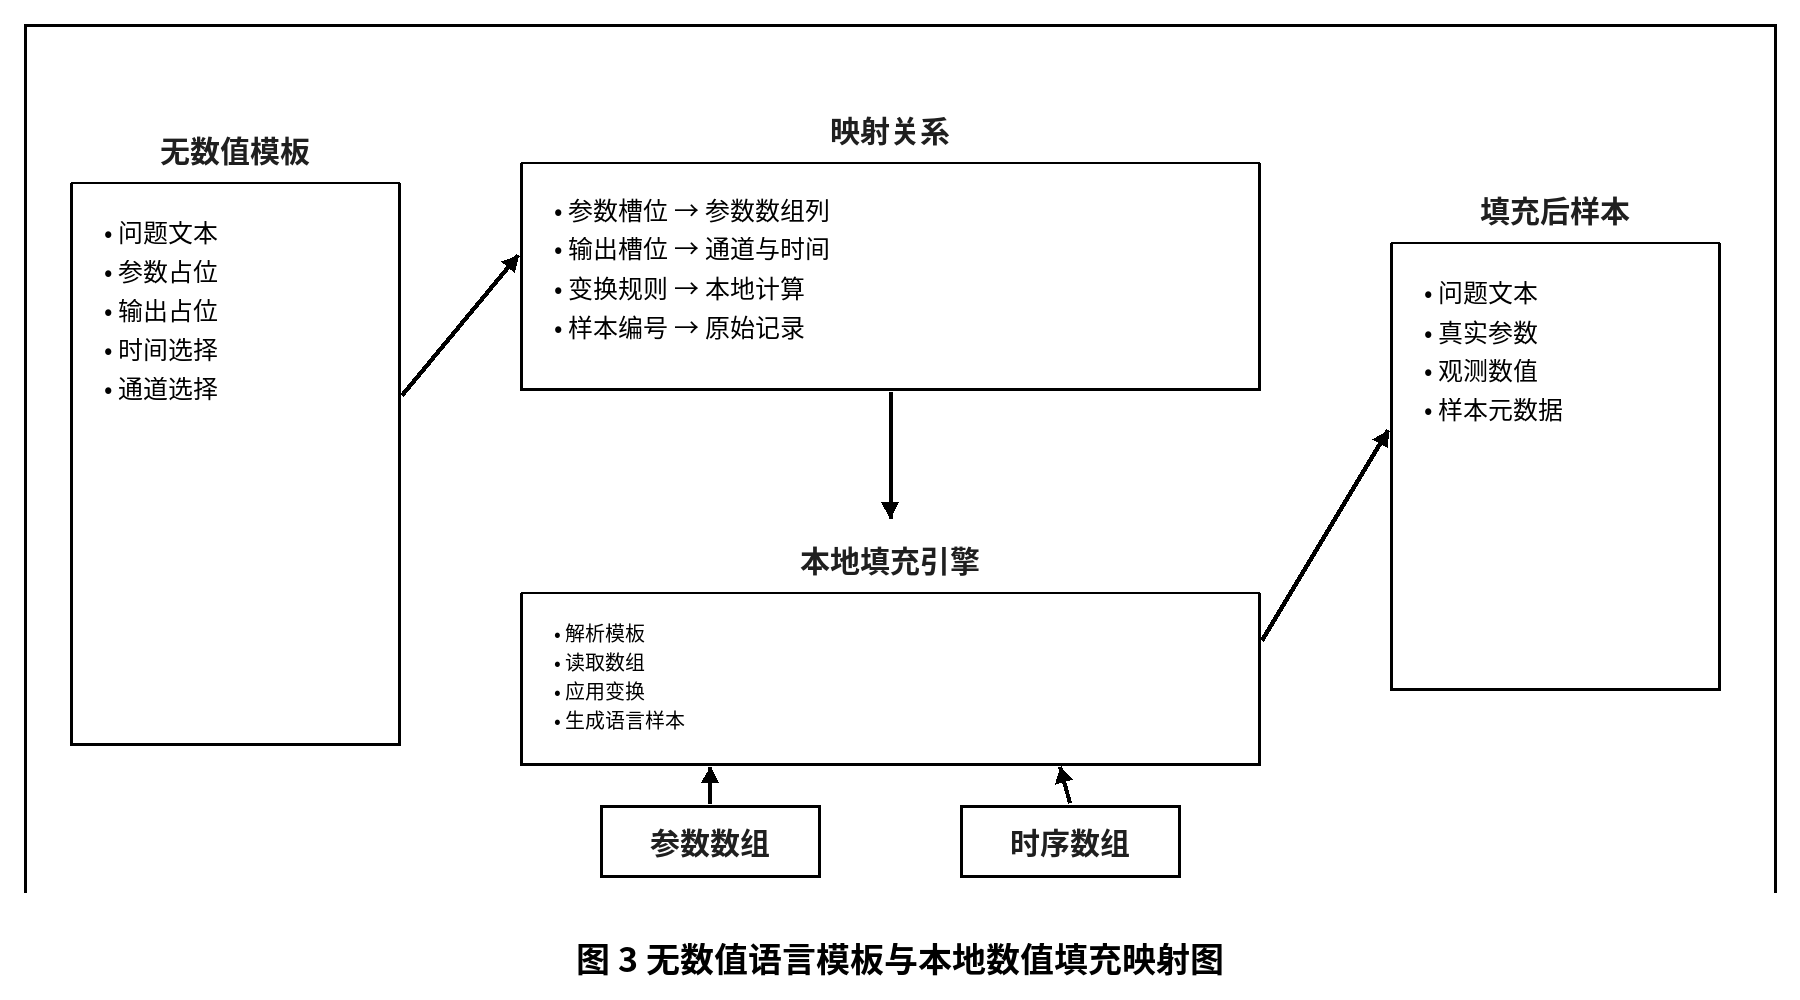 无数值模板
• 问题文本
• 参数占位
• 输出占位
• 时间选择
• 通道选择
映射关系
• 参数槽位 → 参数数组列
• 输出槽位 → 通道与时间
• 变换规则 → 本地计算
• 样本编号 → 原始记录
本地填充引擎
• 解析模板
• 读取数组
• 应用变换
• 生成语言样本
参数数组
时序数组
填充后样本
• 问题文本
• 真实参数
• 观测数值
• 样本元数据
图 3 无数值语言模板与本地数值填充映射图